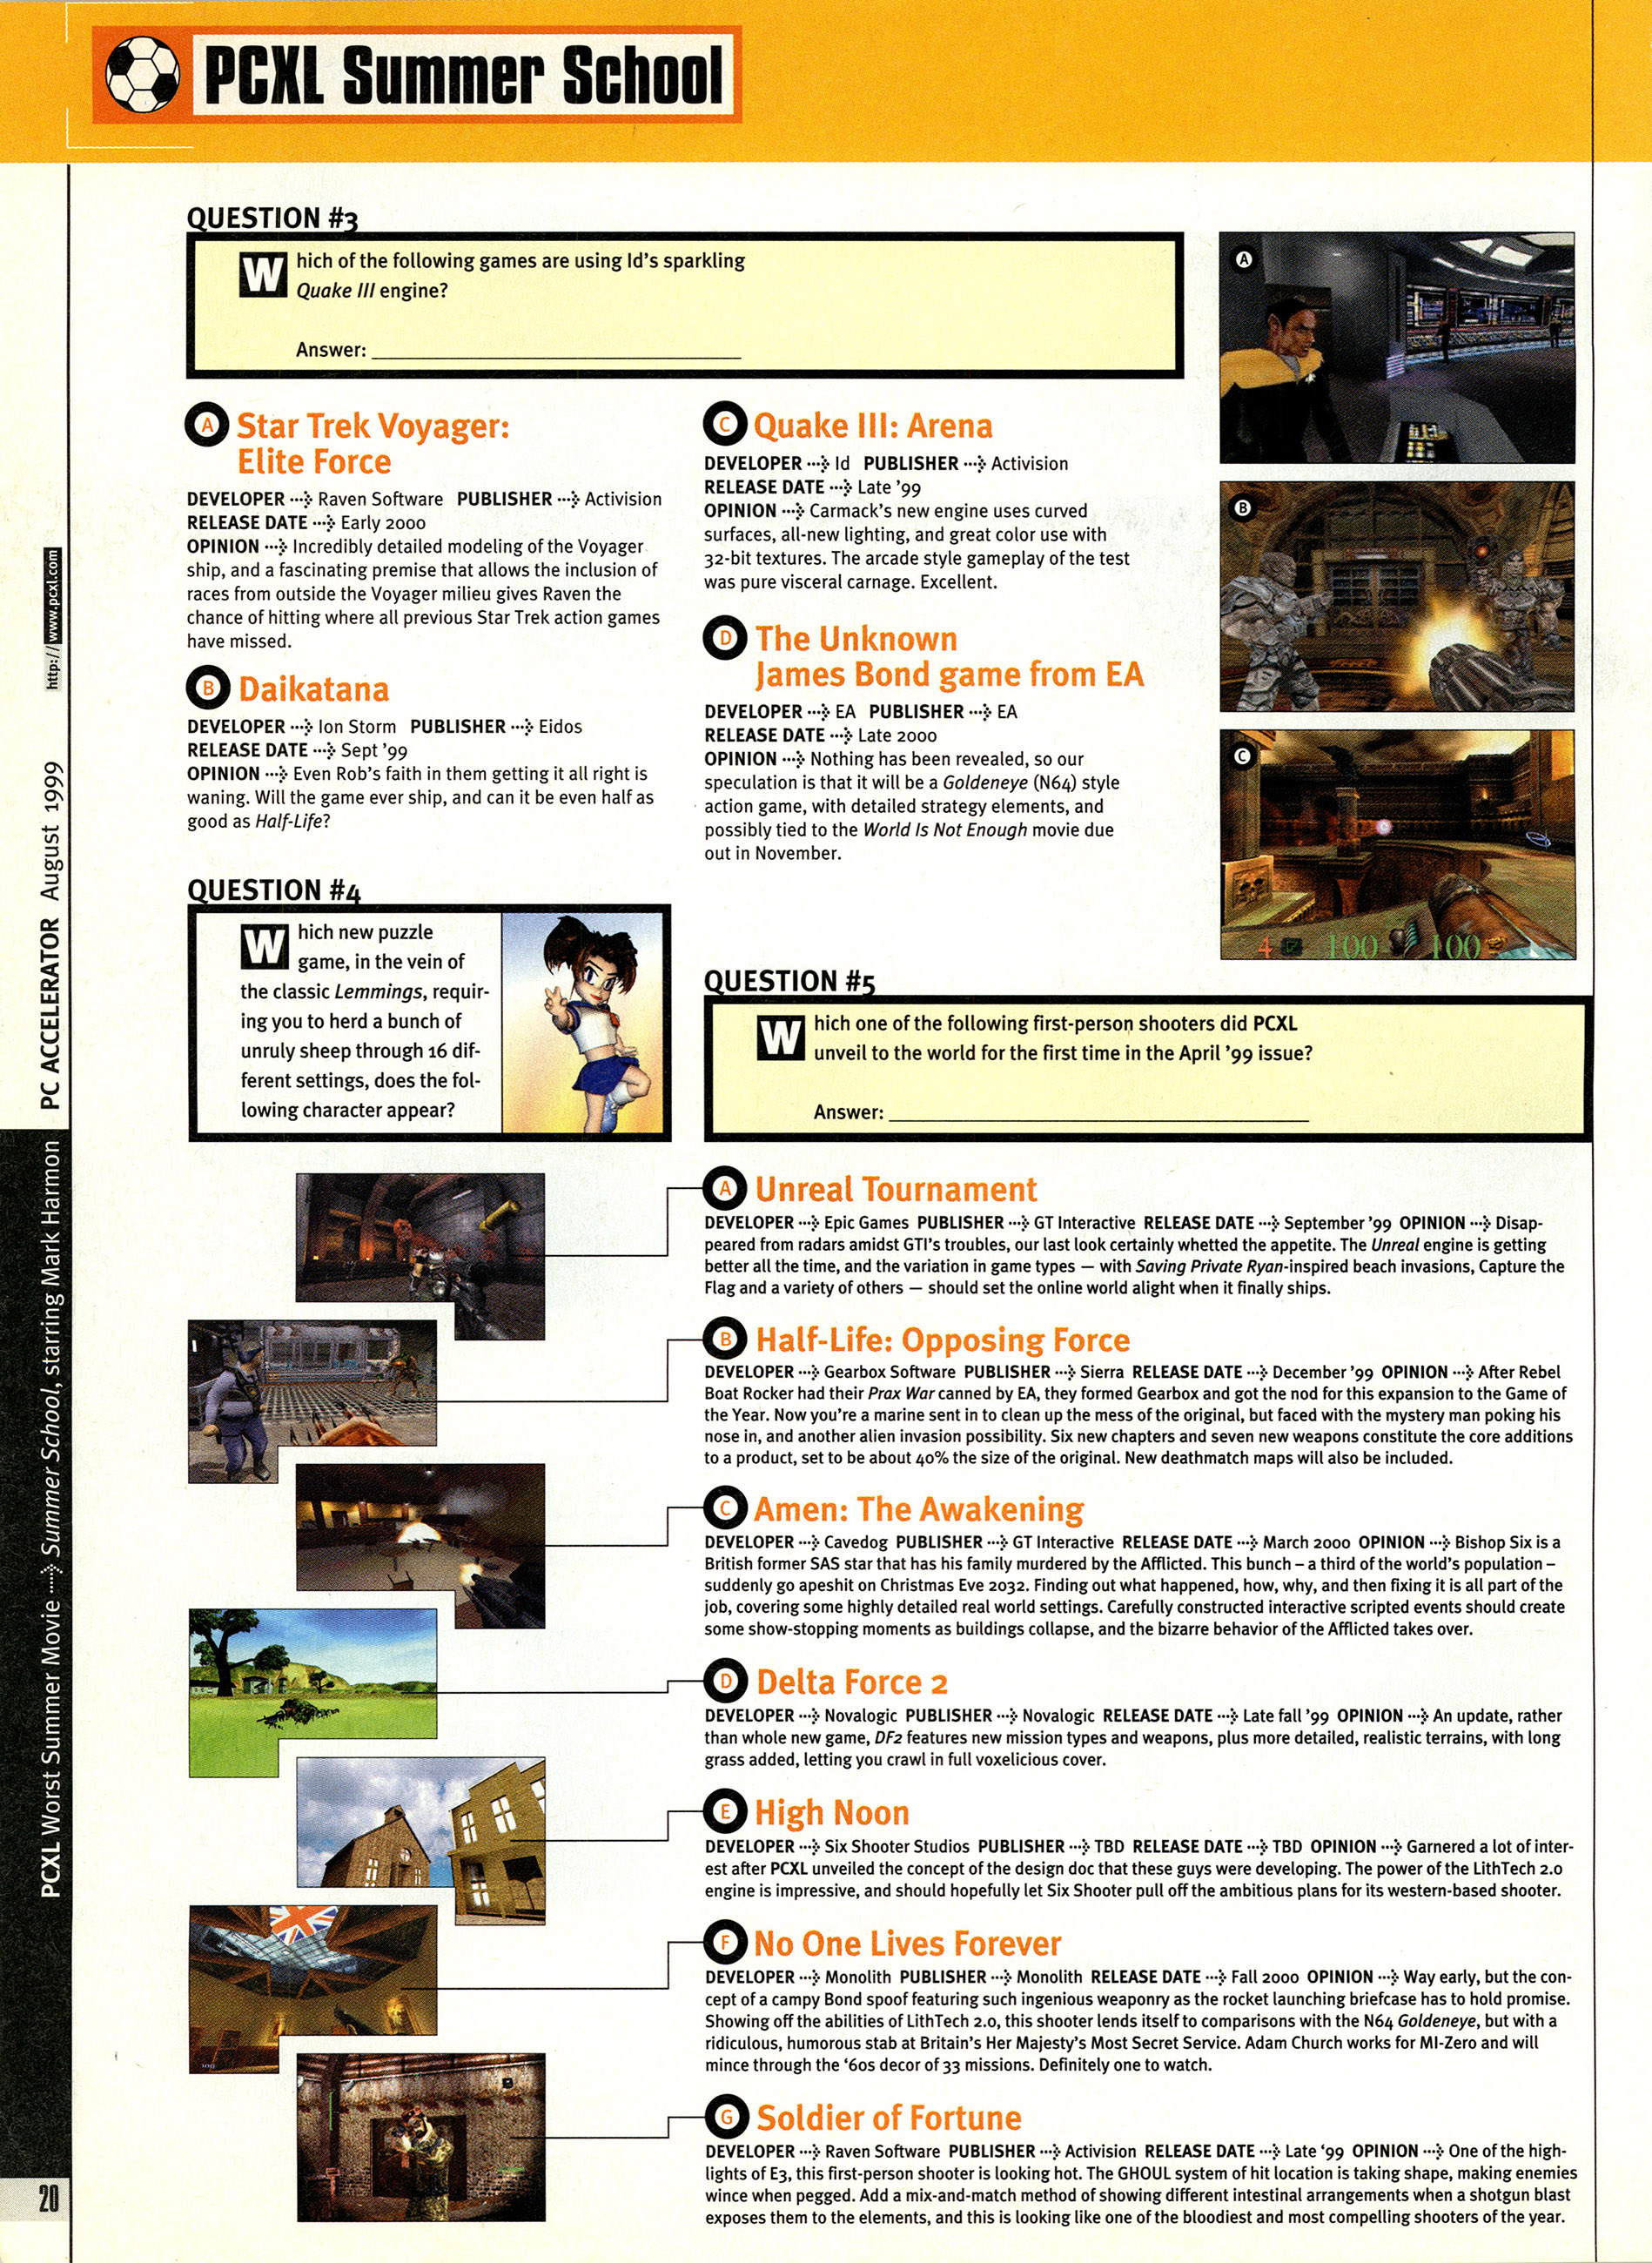 PCXL Summer School
QUESTION #3
Which of the following games are using Id's sparkling
Quake III engine?
Answer:
A Star Trek Voyager:
Elite Force
DEVELOPER ···> Raven Software PUBLISHER ···> Activision
RELEASE DATE ···> Early 2000
OPINION ···> Incredibly detailed modeling of the Voyager
ship, and a fascinating premise that allows the inclusion of
races from outside the Voyager milieu gives Raven the
chance of hitting where all previous Star Trek action games
have missed.
B Daikatana
DEVELOPER ···> Ion Storm PUBLISHER ···> Eidos
RELEASE DATE ···> Sept '99
OPINION ···> Even Rob's faith in them getting it all right is
waning. Will the game ever ship, and can it be even half as
good as Half-Life?
C Quake III: Arena
DEVELOPER ···> Id PUBLISHER ···> Activision
RELEASE DATE ···> Late '99
OPINION ···> Carmack's new engine uses curved
surfaces, all-new lighting, and great color use with
32-bit textures. The arcade style gameplay of the test
was pure visceral carnage. Excellent.
D The Unknown
James Bond game from EA
DEVELOPER ···> EA PUBLISHER ···> EA
RELEASE DATE ···> Late 2000
OPINION ···> Nothing has been revealed, so our
speculation is that it will be a Goldeneye (N64) style
action game, with detailed strategy elements, and
possibly tied to the World Is Not Enough movie due
out in November.
A
B
C
4 100 100
QUESTION #4
Which new puzzle
game, in the vein of
the classic Lemmings, requir-
ing you to herd a bunch of
unruly sheep through 16 dif-
ferent settings, does the fol-
lowing character appear?
QUESTION #5
Which one of the following first-person shooters did PCXL
unveil to the world for the first time in the April '99 issue?
Answer:
A Unreal Tournament
DEVELOPER ···> Epic Games PUBLISHER ···> GT Interactive RELEASE DATE ···> September '99 OPINION ···> Disap-
peared from radars amidst GTI's troubles, our last look certainly whetted the appetite. The Unreal engine is getting
better all the time, and the variation in game types — with Saving Private Ryan-inspired beach invasions, Capture the
Flag and a variety of others — should set the online world alight when it finally ships.
B Half-Life: Opposing Force
DEVELOPER ···> Gearbox Software PUBLISHER ···> Sierra RELEASE DATE ···> December '99 OPINION ···> After Rebel
Boat Rocker had their Prax War canned by EA, they formed Gearbox and got the nod for this expansion to the Game of
the Year. Now you're a marine sent in to clean up the mess of the original, but faced with the mystery man poking his
nose in, and another alien invasion possibility. Six new chapters and seven new weapons constitute the core additions
to a product, set to be about 40% the size of the original. New deathmatch maps will also be included.
C Amen: The Awakening
DEVELOPER ···> Cavedog PUBLISHER ···> GT Interactive RELEASE DATE ···> March 2000 OPINION ···> Bishop Six is a
British former SAS star that has his family murdered by the Afflicted. This bunch – a third of the world's population –
suddenly go apeshit on Christmas Eve 2032. Finding out what happened, how, why, and then fixing it is all part of the
job, covering some highly detailed real world settings. Carefully constructed interactive scripted events should create
some show-stopping moments as buildings collapse, and the bizarre behavior of the Afflicted takes over.
D Delta Force 2
DEVELOPER ···> Novalogic PUBLISHER ···> Novalogic RELEASE DATE ···> Late fall '99 OPINION ···> An update, rather
than whole new game, DF2 features new mission types and weapons, plus more detailed, realistic terrains, with long
grass added, letting you crawl in full voxelicious cover.
E High Noon
DEVELOPER ···> Six Shooter Studios PUBLISHER ···> TBD RELEASE DATE ···> TBD OPINION ···> Garnered a lot of inter-
est after PCXL unveiled the concept of the design doc that these guys were developing. The power of the LithTech 2.0
engine is impressive, and should hopefully let Six Shooter pull off the ambitious plans for its western-based shooter.
F No One Lives Forever
DEVELOPER ···> Monolith PUBLISHER ···> Monolith RELEASE DATE ···> Fall 2000 OPINION ···> Way early, but the con-
cept of a campy Bond spoof featuring such ingenious weaponry as the rocket launching briefcase has to hold promise.
Showing off the abilities of LithTech 2.0, this shooter lends itself to comparisons with the N64 Goldeneye, but with a
ridiculous, humorous stab at Britain's Her Majesty's Most Secret Service. Adam Church works for MI-Zero and will
mince through the '60s decor of 33 missions. Definitely one to watch.
G Soldier of Fortune
DEVELOPER ···> Raven Software PUBLISHER ···> Activision RELEASE DATE ···> Late '99 OPINION ···> One of the high-
lights of E3, this first-person shooter is looking hot. The GHOUL system of hit location is taking shape, making enemies
wince when pegged. Add a mix-and-match method of showing different intestinal arrangements when a shotgun blast
exposes them to the elements, and this is looking like one of the bloodiest and most compelling shooters of the year.
http://www.pcxl.com
PC ACCELERATOR August 1999
PCXL Worst Summer Movie ····> Summer School, starring Mark Harmon
20